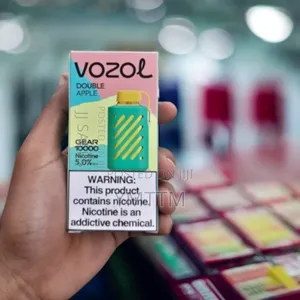 VOZOL
DOUBLE
APPLE
GEAR
10000
Nicotine
5.0%
WARNING:
This product
contains nicotine.
Nicotine is an
addictive chemical.